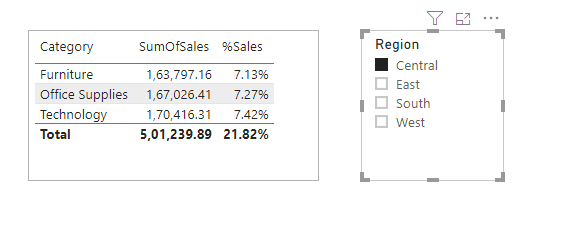 Category SumOfSales %Sales
Furniture 1,63,797.16 7.13%
Office Supplies 1,67,026.41 7.27%
Technology 1,70,416.31 7.42%
Total 5,01,239.89 21.82%
Region
Central
East
South
West